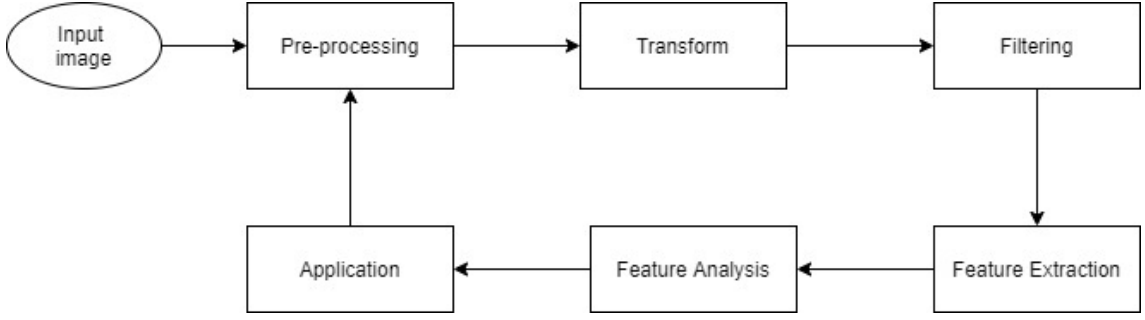 Input
image
Pre-processing
Transform
Filtering
Application
Feature Analysis
Feature Extraction